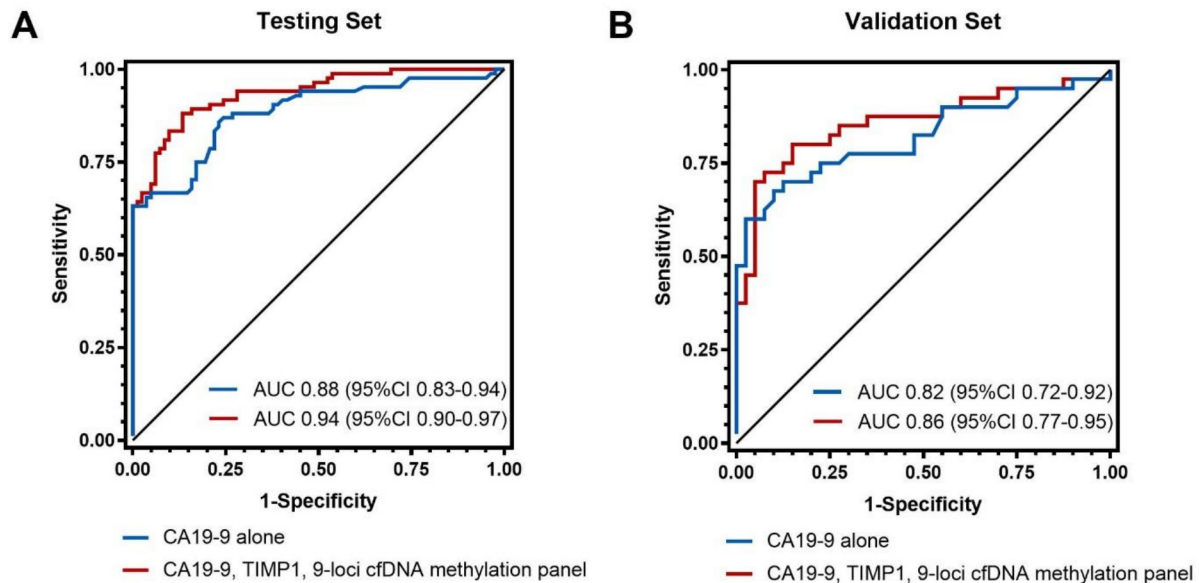 A
Testing Set
1.00
0.75
0.50
0.25
0.00
Sensitivity
AUC 0.88 (95%CI 0.83-0.94)
AUC 0.94 (95%CI 0.90-0.97)
0.00 0.25 0.50 0.75 1.00
1-Specificity
CA19-9 alone
CA19-9, TIMP1, 9-loci cfDNA methylation panel
B
Validation Set
1.00
0.75
0.50
0.25
0.00
Sensitivity
AUC 0.82 (95%CI 0.72-0.92)
AUC 0.86 (95%CI 0.77-0.95)
0.00 0.25 0.50 0.75 1.00
1-Specificity
CA19-9 alone
CA19-9, TIMP1, 9-loci cfDNA methylation panel